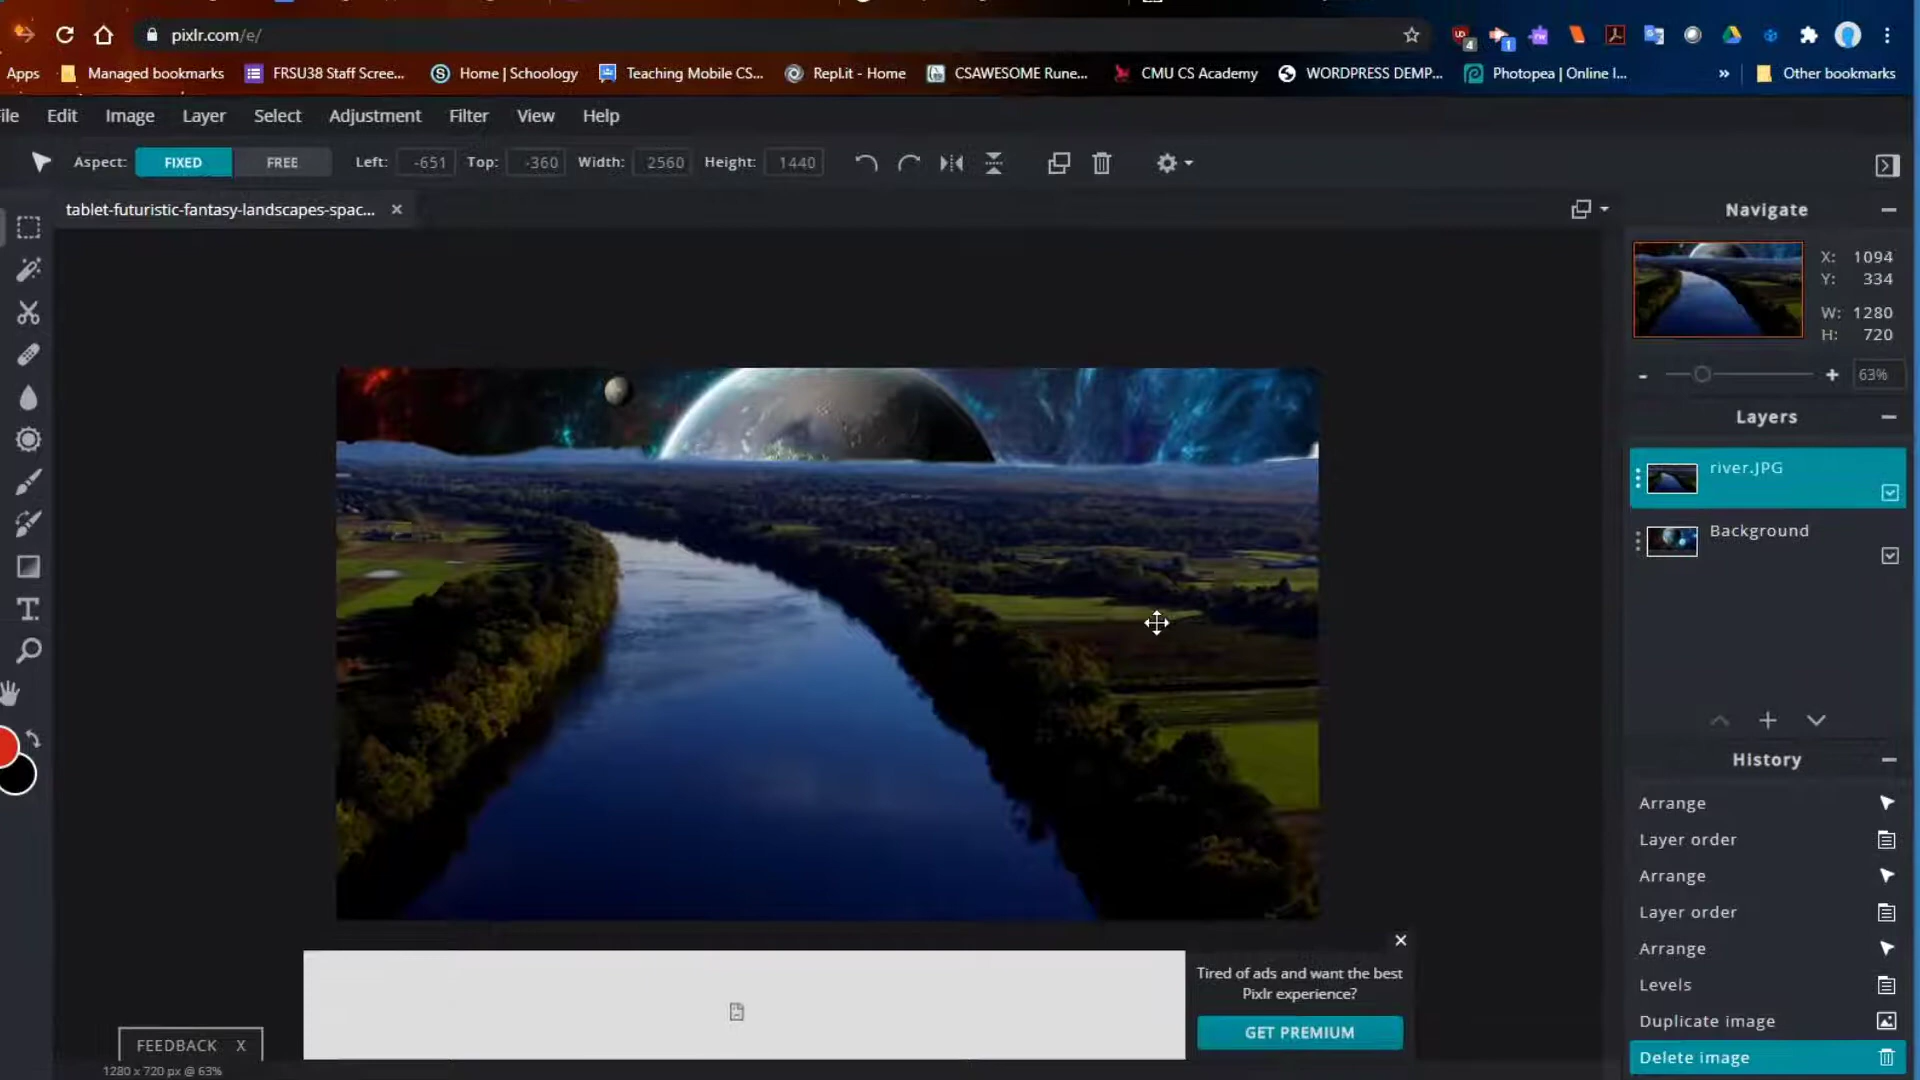 pixlr.com/e/
4
1
Apps Managed bookmarks FRSU38 Staff Scree... Home | Schoology Teaching Mobile CS... Repl.it - Home CSAWESOME Rune... CMU CS Academy WORDPRESS DEMP... Photopea | Online I... » Other bookmarks
ile Edit Image Layer Select Adjustment Filter View Help
Aspect: FIXED FREE Left: -651 Top: -360 Width: 2560 Height: 1440
tablet-futuristic-fantasy-landscapes-spac...
Navigate
X: 1094
Y: 334
W: 1280
H: 720
- + 63%
Layers
river.JPG
Background
History
Arrange
Layer order
Arrange
Layer order
Arrange
Levels
Duplicate image
Delete image
Tired of ads and want the best
Pixlr experience?
GET PREMIUM
FEEDBACK X
1280 x 720 px @ 63%